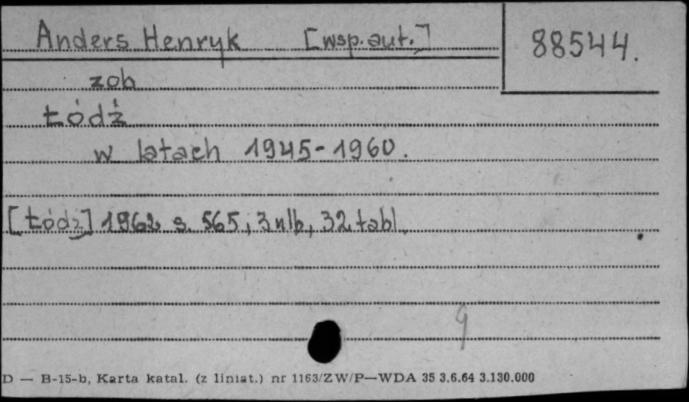 Anders Henryk [wsp. aut.]
88544.
zob
Łódź
w latach 1945-1960.
[Łódź] 1962 s. 565, 3 nlb, 32 tabl.
9
D — B-15-b, Karta katal. (z liniat.) nr 1163/ZW/P—WDA 35 3.6.64 3.130.000